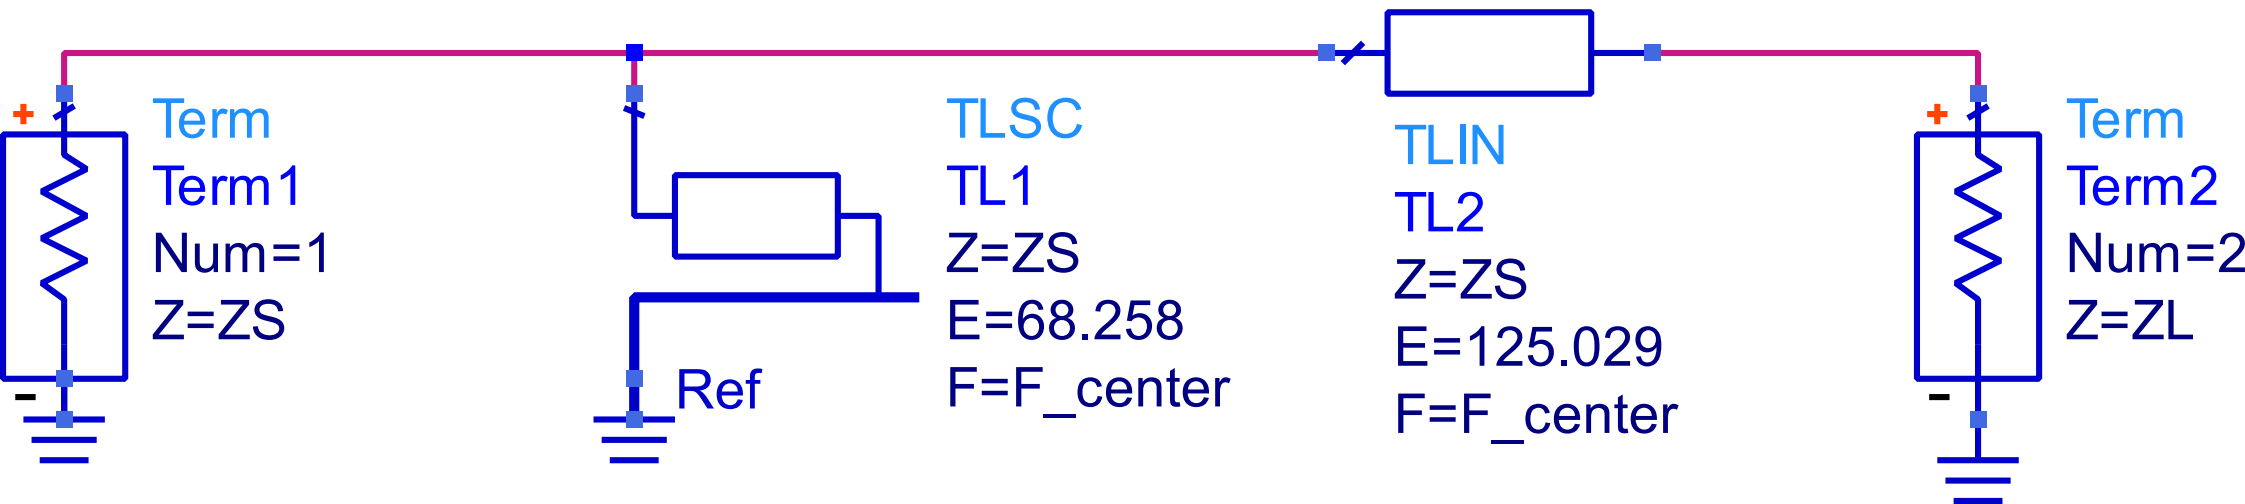 Term
Term1
Num=1
Z=ZS
Ref
TLSC
TL1
Z=ZS
E=68.258
F=F_center
TLIN
TL2
Z=ZS
E=125.029
F=F_center
Term
Term2
Num=2
Z=ZL